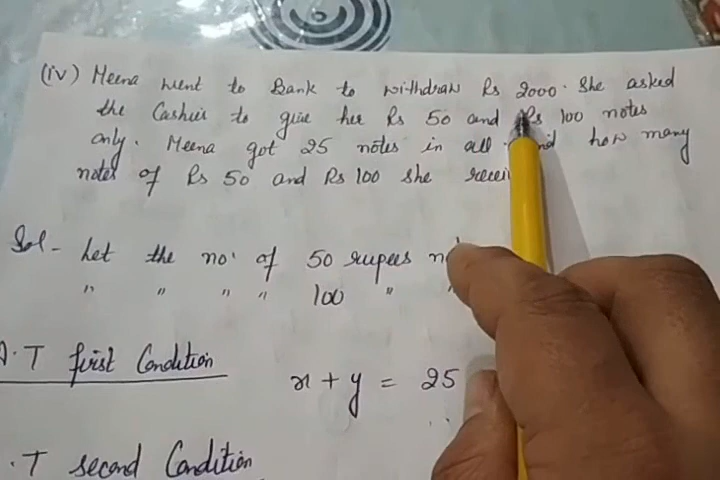 (iv) Meena went to Bank to withdraw Rs 2000. She asked
the Cashier to give her Rs 50 and Rs 100 notes
only. Meena got 25 notes in all. how many
notes of Rs 50 and Rs 100 she
Sol - Let the no. of 50 rupees
" " " " 100 " "
A.T first Condition
x + y = 25
.T second Condition